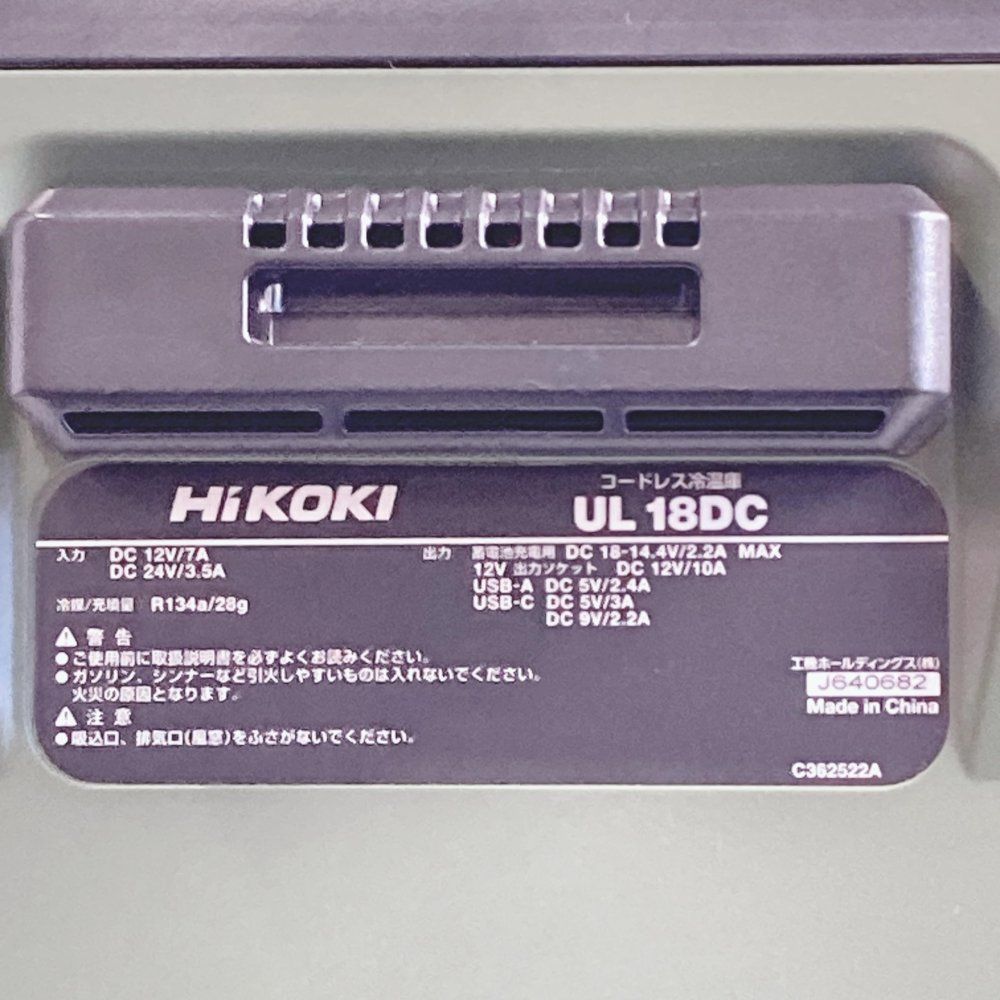 HiKOKI
コードレス冷温庫
UL 18DC
入力 DC 12V/7A
DC 24V/3.5A
出力 蓄電池充電用 DC 18-14.4V/2.2A MAX
12V 出力ソケット DC 12V/10A
USB-A DC 5V/2.4A
USB-C DC 5V/3A
DC 9V/2.2A
冷媒/充填量 R134a/28g
⚠ 警告
●ご使用前に取扱説明書を必ずよくお読みください。
●ガソリン、シンナーなど引火しやすいものは入れないでください。
火災の原因となります。
⚠ 注意
●吸込口、排気口(風窓)をふさがないでください。
工機ホールディングス(株)
J640682
Made in China
C362522A